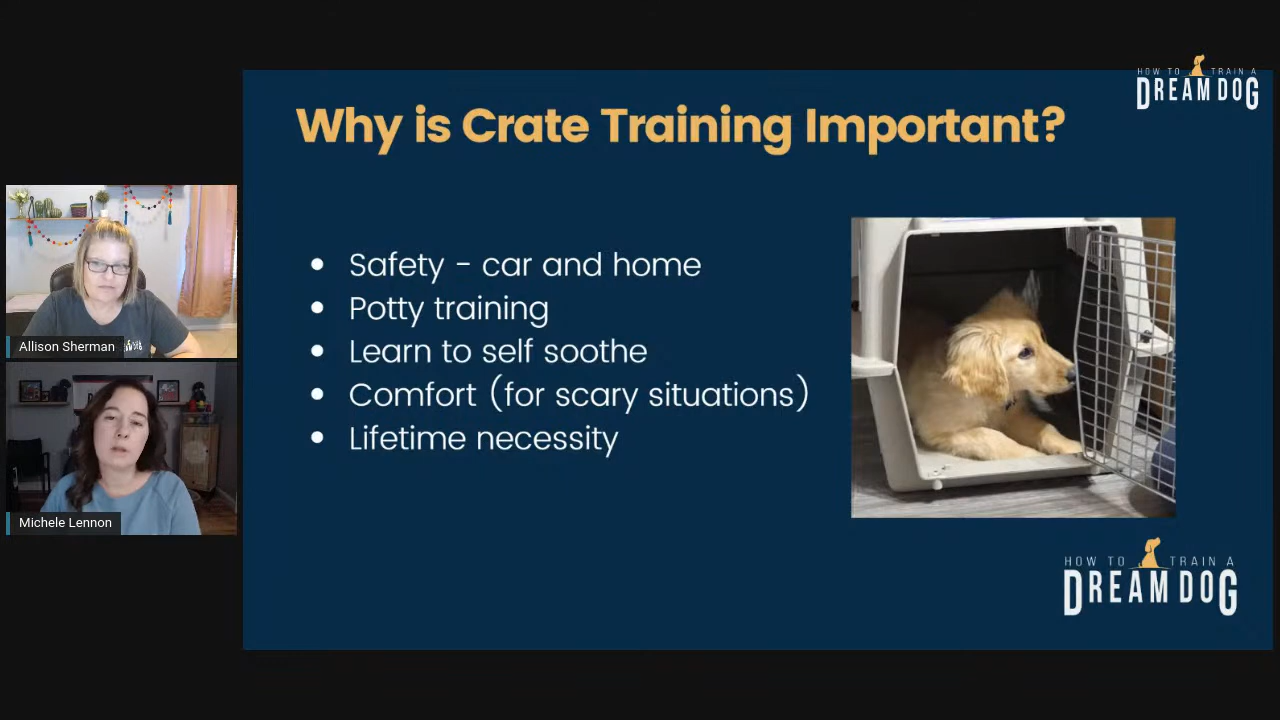 HOW TO TRAIN A
DREAM DOG
Why is Crate Training Important?
• Safety - car and home
• Potty training
• Learn to self soothe
• Comfort (for scary situations)
• Lifetime necessity
Allison Sherman
Michele Lennon
HOW TO TRAIN A
DREAM DOG